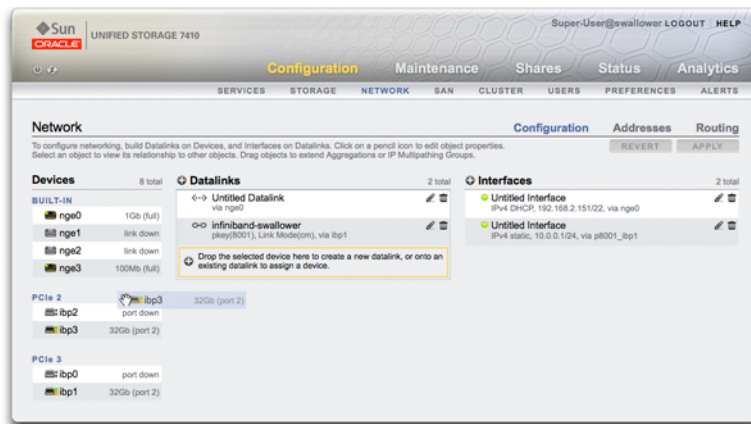 Sun
ORACLE
UNIFIED STORAGE 7410
Super-User@swallower LOGOUT HELP
Configuration Maintenance Shares Status Analytics
SERVICES STORAGE NETWORK SAN CLUSTER USERS PREFERENCES ALERTS
Network
Configuration Addresses Routing
To configure networking, build Datalinks on Devices, and Interfaces on Datalinks. Click on a pencil icon to edit object properties.
Select an object to view its relationship to other objects. Drag objects to extend Aggregations or IP Multipathing Groups.
REVERT APPLY
Devices 8 total
BUILT-IN
nge0 1Gb (full)
nge1 link down
nge2 link down
nge3 100Mb (full)
PCIe 2
ibp2 port down
ibp3 32Gb (port 2)
PCIe 3
ibp0 port down
ibp1 32Gb (port 2)
Datalinks 2 total
Untitled Datalink
via nge0
infiniband-swallower
pkey(8001), Link Mode(cm), via ibp1
Drop the selected device here to create a new datalink, or onto an
existing datalink to assign a device.
ibp3 32Gb (port 2)
Interfaces 2 total
Untitled Interface
IPv4 DHCP, 192.168.2.151/22, via nge0
Untitled Interface
IPv4 static, 10.0.0.1/24, via p8001_ibp1